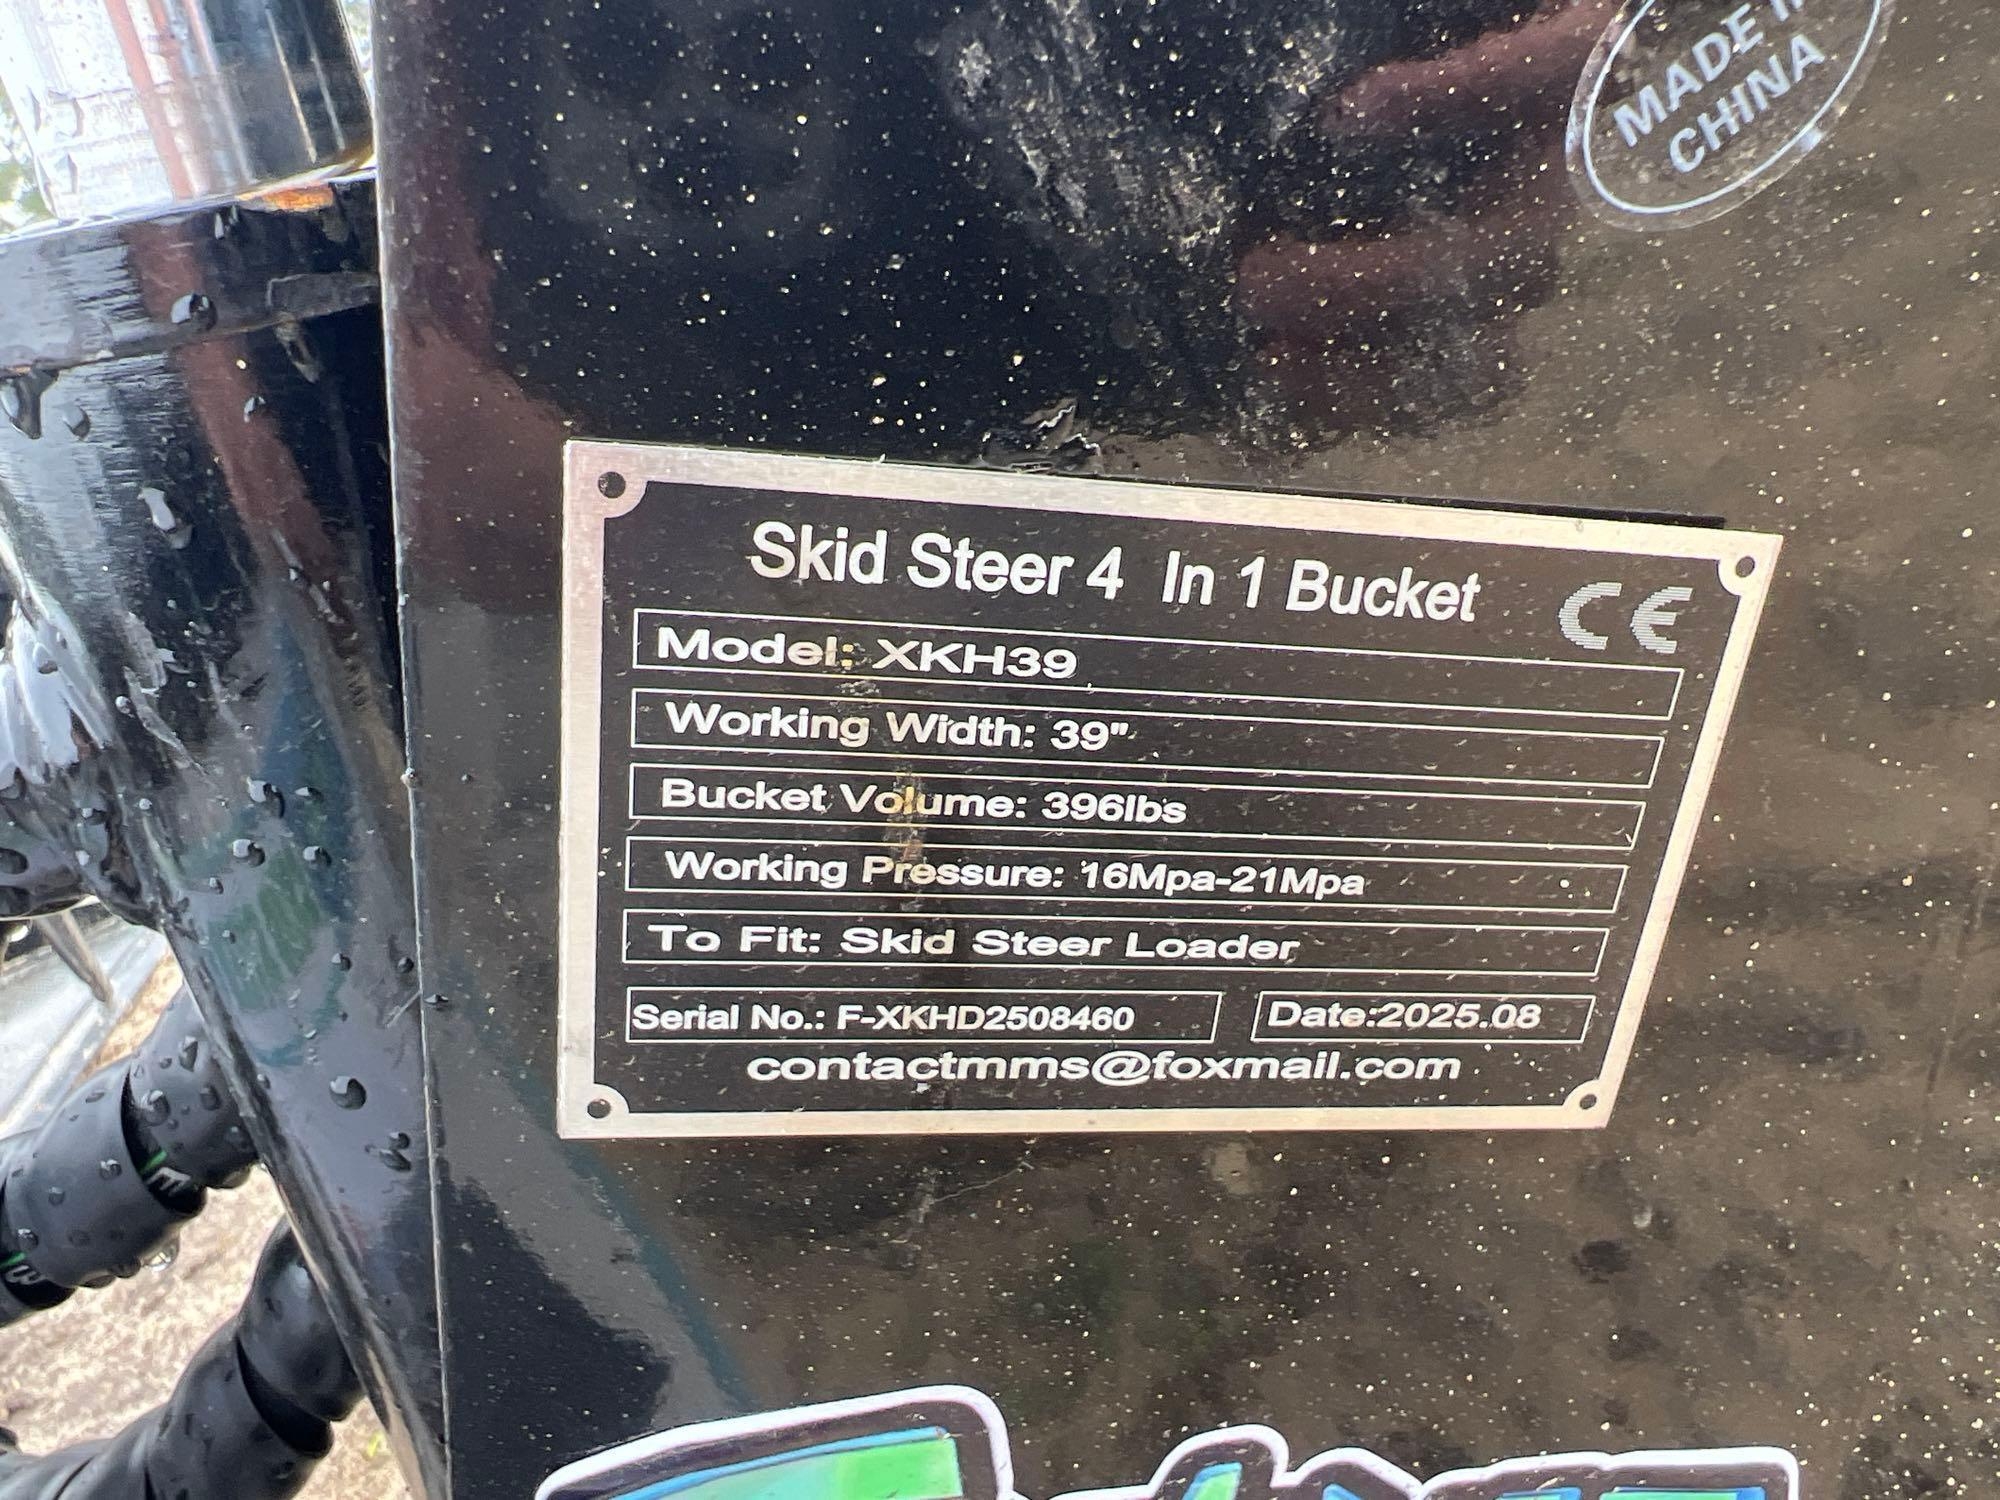 MADE IN
CHINA
Skid Steer 4 In 1 Bucket
CE
Model: XKH39
Working Width: 39"
Bucket Volume: 396lbs
Working Pressure: 16Mpa-21Mpa
To Fit: Skid Steer Loader
Serial No.: F-XKHD2508460
Date:2025.08
contactmms@foxmail.com